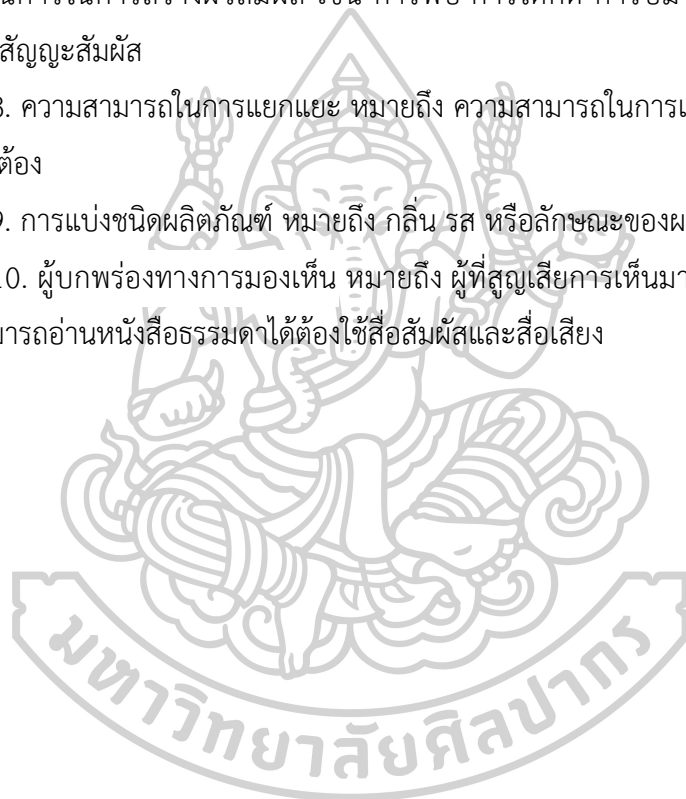 สัญญะสัมผัส
8. ความสามารถในการแยกแยะ หมายถึง ความสามารถในการ
ต้อง
9. การแบ่งชนิดผลิตภัณฑ์ หมายถึง กลิ่น รส หรือลักษณะของ
10. ผู้บกพร่องทางการมองเห็น หมายถึง ผู้ที่สูญเสียการเห็นมา
มารถอ่านหนังสือธรรมดาได้ต้องใช้สื่อสัมผัสและสื่อเสียง
มหาวิทยาลัยศิลปากร